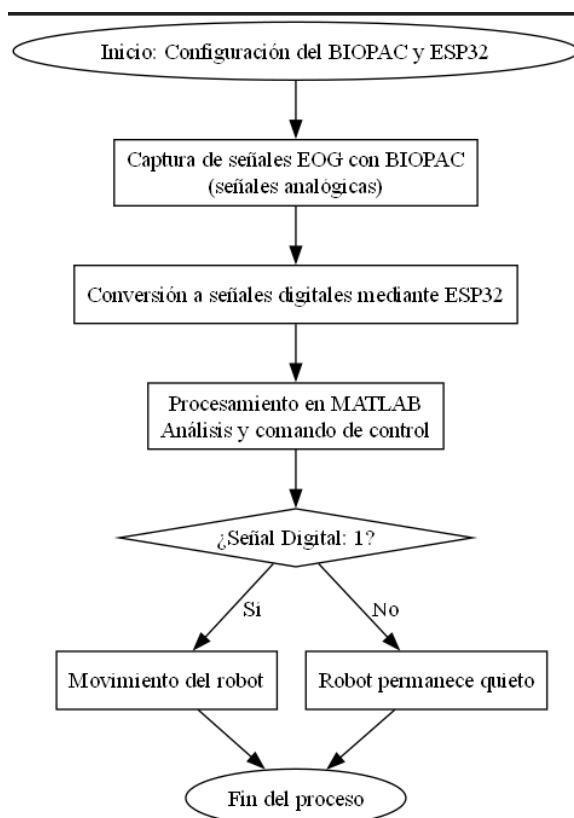 Inicio: Configuración del BIOPAC y ESP32
Captura de señales EOG con BIOPAC
(señales analógicas)
Conversión a señales digitales mediante ESP32
Procesamiento en MATLAB
Análisis y comando de control
¿Señal Digital: 1?
Sí
No
Movimiento del robot
Robot permanece quieto
Fin del proceso